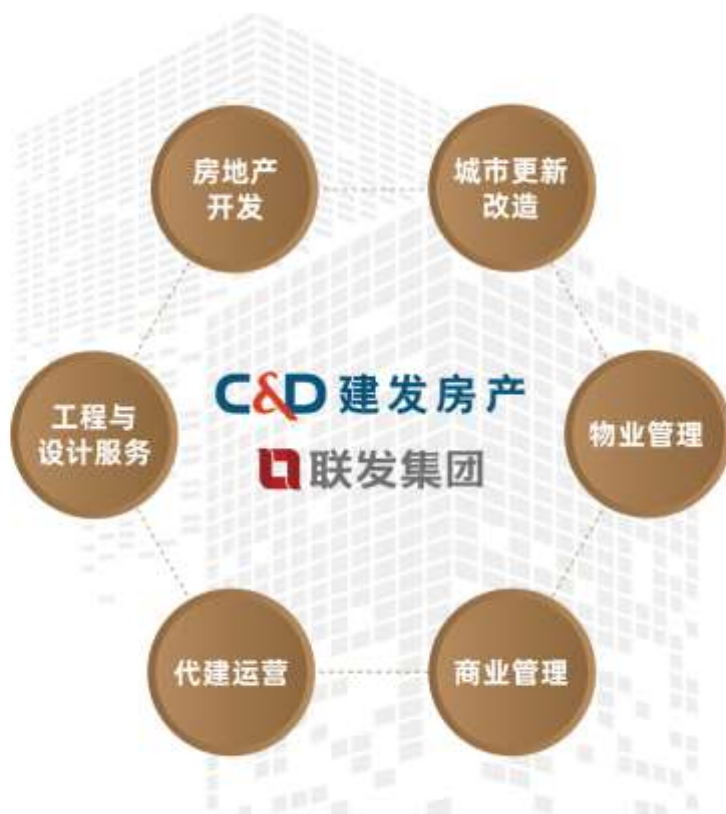 房地产
开发
城市更新
改造
工程与
设计服务
C&D 建发房产
联发集团
物业管理
代建运营
商业管理